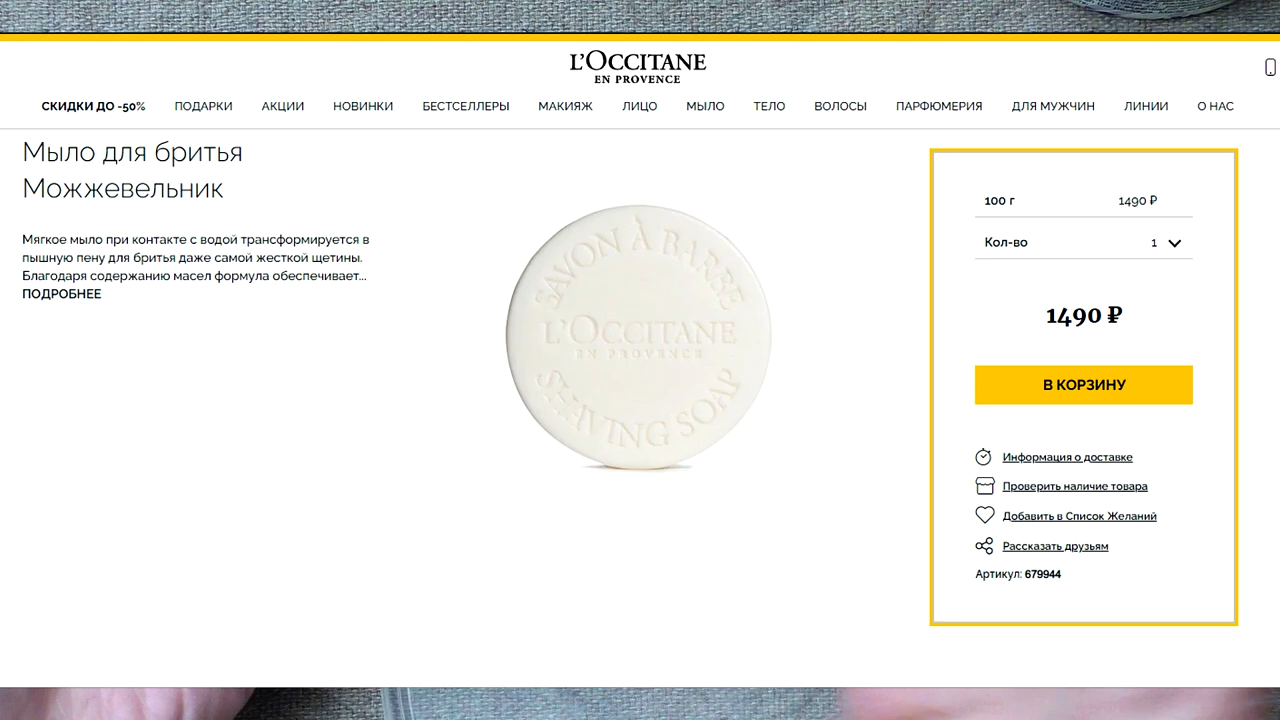 L'OCCITANE
EN PROVENCE
СКИДКИ ДО -50% ПОДАРКИ АКЦИИ НОВИНКИ БЕСТСЕЛЛЕРЫ МАКИЯЖ ЛИЦО МЫЛО ТЕЛО ВОЛОСЫ ПАРФЮМЕРИЯ ДЛЯ МУЖЧИН ЛИНИИ О НАС
Мыло для бритья
Можжевельник
Мягкое мыло при контакте с водой трансформируется в
пышную пену для бритья даже самой жесткой щетины.
Благодаря содержанию масел формула обеспечивает...
ПОДРОБНЕЕ
SAVON À BARBE
L'OCCITANE
EN PROVENCE
SHAVING SOAP
100 г 1490 ₽
Кол-во 1
1490 ₽
В КОРЗИНУ
Информация о доставке
Проверить наличие товара
Добавить в Список Желаний
Рассказать друзьям
Артикул: 679944